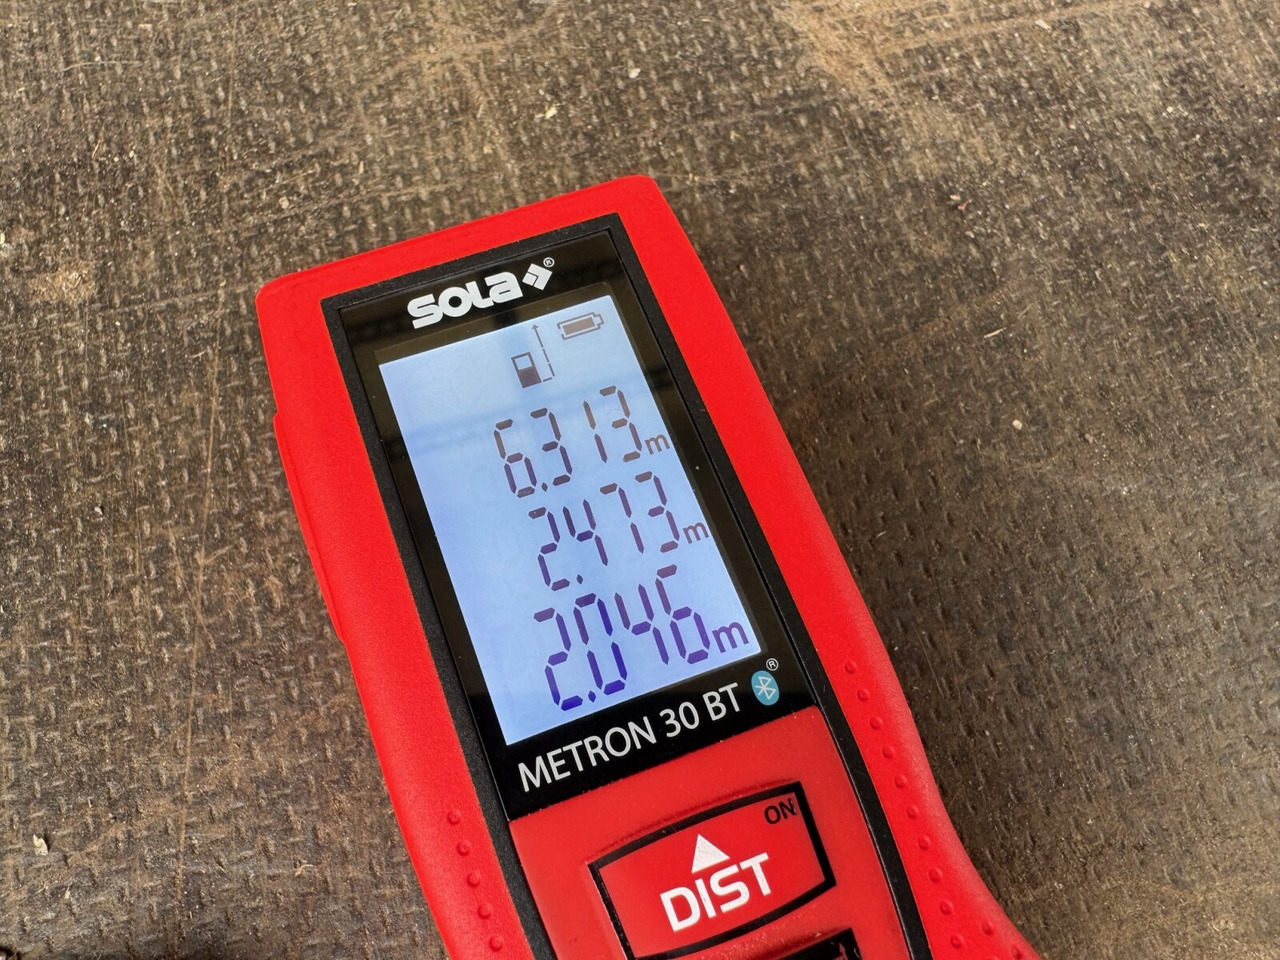 SOLA®
6.313m
2.473m
2.046m
METRON 30 BT ®
ON
DIST